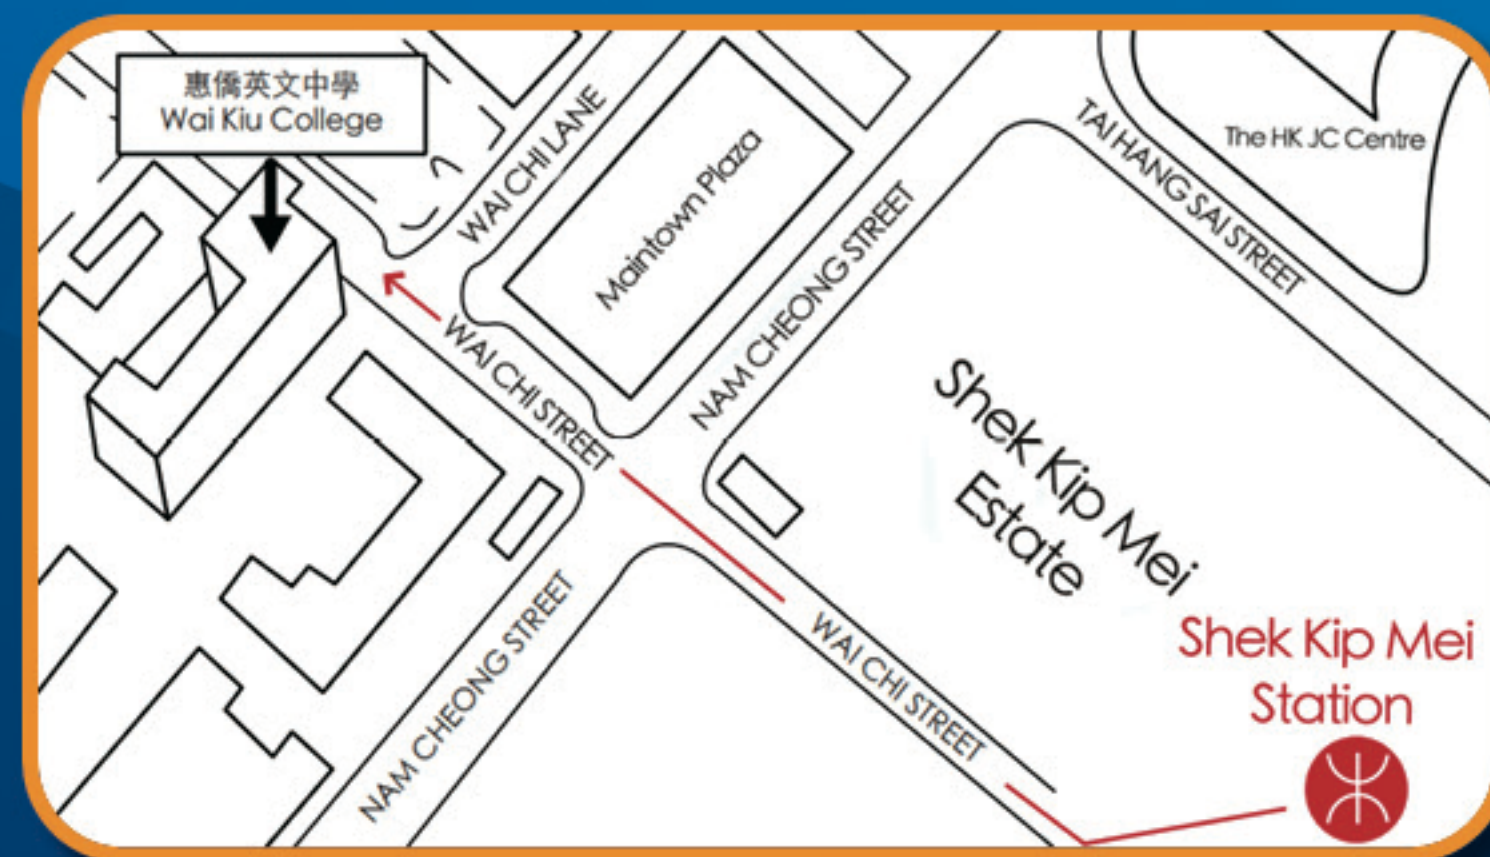 惠僑英文中學
Wai Kiu College
WAI CHI LANE
Maintown Plaza
TAI HANG SAI STREET
The HK JC Centre
NAM CHEONG STREET
WAI CHI STREET
Shek Kip Mei
Estate
NAM CHEONG STREET
WAI CHI STREET
Shek Kip Mei
Station